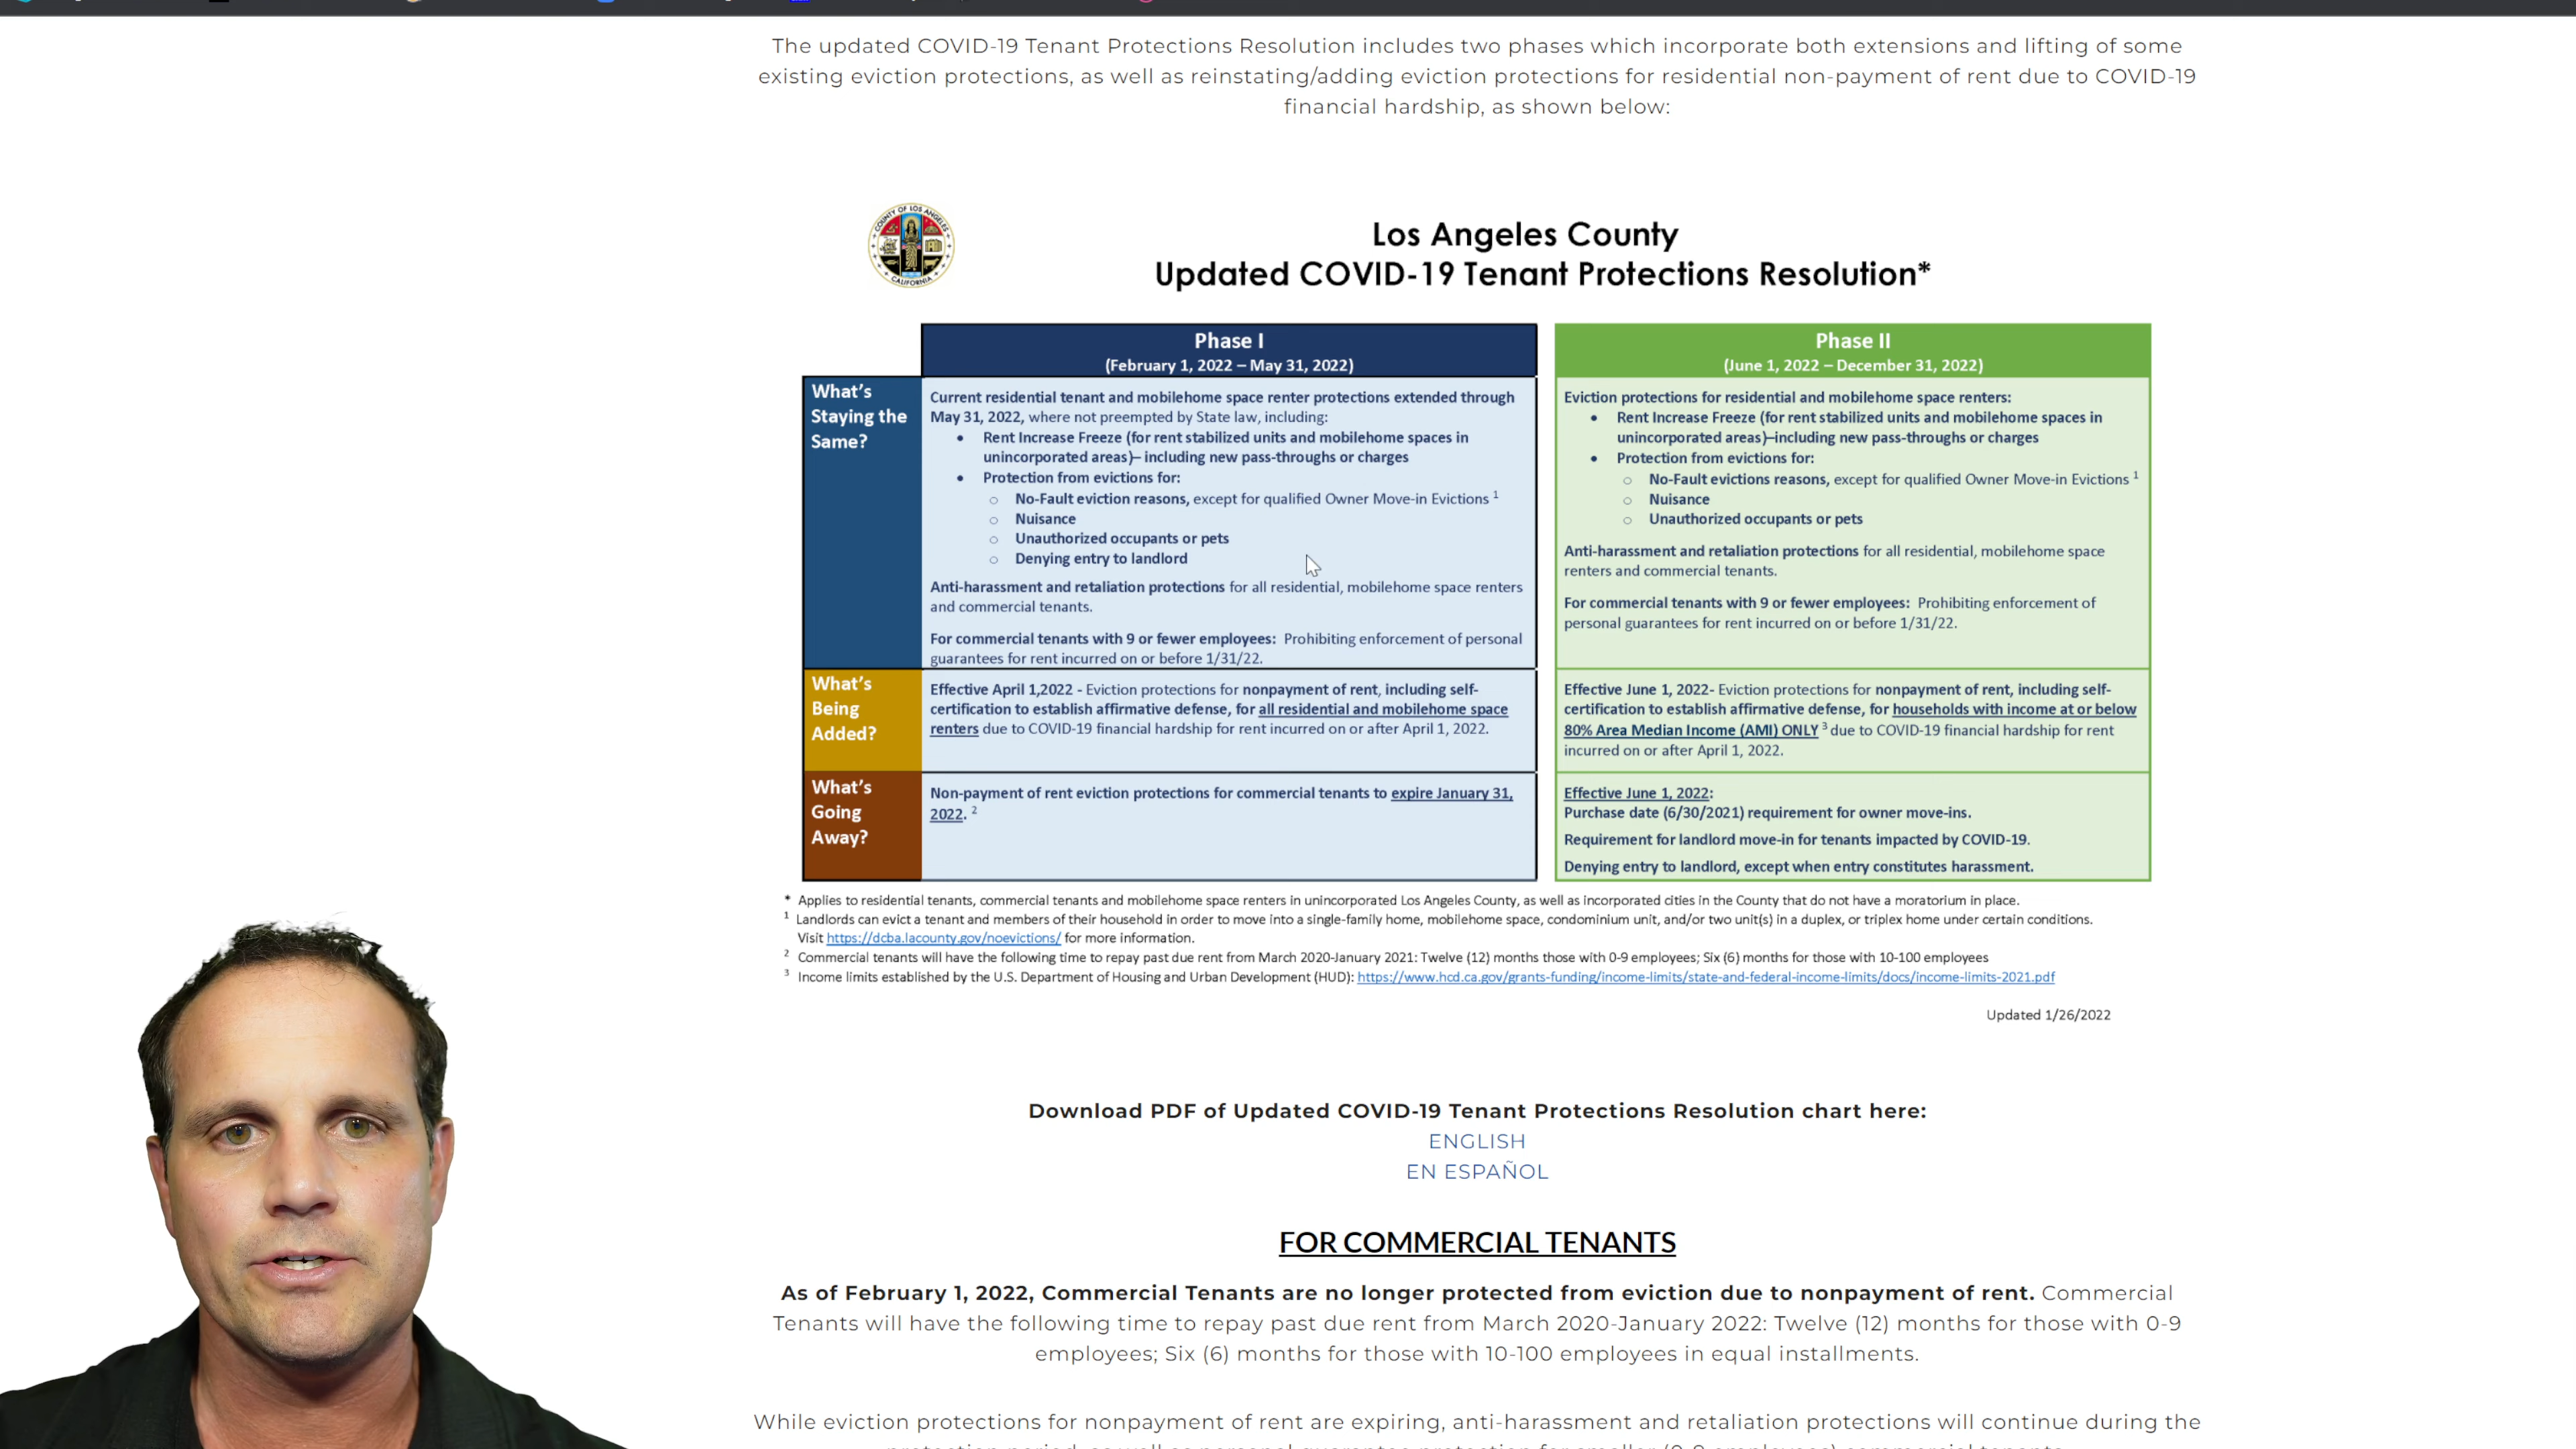 The updated COVID-19 Tenant Protections Resolution includes two phases which incorporate both extensions and lifting of some
existing eviction protections, as well as reinstating/adding eviction protections for residential non-payment of rent due to COVID-19
financial hardship, as shown below:
COUNTY OF LOS ANGELES
CALIFORNIA
Los Angeles County
Updated COVID-19 Tenant Protections Resolution*
Phase I
(February 1, 2022 – May 31, 2022)
Phase II
(June 1, 2022 – December 31, 2022)
What's
Staying the
Same?
Current residential tenant and mobilehome space renter protections extended through
May 31, 2022, where not preempted by State law, including:
• Rent Increase Freeze (for rent stabilized units and mobilehome spaces in
unincorporated areas)– including new pass-throughs or charges
• Protection from evictions for:
○ No-Fault eviction reasons, except for qualified Owner Move-in Evictions 1
○ Nuisance
○ Unauthorized occupants or pets
○ Denying entry to landlord
Anti-harassment and retaliation protections for all residential, mobilehome space renters
and commercial tenants.
For commercial tenants with 9 or fewer employees: Prohibiting enforcement of personal
guarantees for rent incurred on or before 1/31/22.
Eviction protections for residential and mobilehome space renters:
• Rent Increase Freeze (for rent stabilized units and mobilehome spaces in
unincorporated areas)–including new pass-throughs or charges
• Protection from evictions for:
○ No-Fault evictions reasons, except for qualified Owner Move-in Evictions 1
○ Nuisance
○ Unauthorized occupants or pets
Anti-harassment and retaliation protections for all residential, mobilehome space
renters and commercial tenants.
For commercial tenants with 9 or fewer employees: Prohibiting enforcement of
personal guarantees for rent incurred on or before 1/31/22.
What's
Being
Added?
Effective April 1,2022 - Eviction protections for nonpayment of rent, including self-
certification to establish affirmative defense, for all residential and mobilehome space
renters due to COVID-19 financial hardship for rent incurred on or after April 1, 2022.
Effective June 1, 2022- Eviction protections for nonpayment of rent, including self-
certification to establish affirmative defense, for households with income at or below
80% Area Median Income (AMI) ONLY 3 due to COVID-19 financial hardship for rent
incurred on or after April 1, 2022.
What's
Going
Away?
Non-payment of rent eviction protections for commercial tenants to expire January 31,
2022. 2
Effective June 1, 2022:
Purchase date (6/30/2021) requirement for owner move-ins.
Requirement for landlord move-in for tenants impacted by COVID-19.
Denying entry to landlord, except when entry constitutes harassment.
* Applies to residential tenants, commercial tenants and mobilehome space renters in unincorporated Los Angeles County, as well as incorporated cities in the County that do not have a moratorium in place.
1 Landlords can evict a tenant and members of their household in order to move into a single-family home, mobilehome space, condominium unit, and/or two unit(s) in a duplex, or triplex home under certain conditions.
Visit https://dcba.lacounty.gov/noevictions/ for more information.
2 Commercial tenants will have the following time to repay past due rent from March 2020-January 2021: Twelve (12) months those with 0-9 employees; Six (6) months for those with 10-100 employees
3 Income limits established by the U.S. Department of Housing and Urban Development (HUD): https://www.hcd.ca.gov/grants-funding/income-limits/state-and-federal-income-limits/docs/income-limits-2021.pdf
Updated 1/26/2022
Download PDF of Updated COVID-19 Tenant Protections Resolution chart here:
ENGLISH
EN ESPAÑOL
FOR COMMERCIAL TENANTS
As of February 1, 2022, Commercial Tenants are no longer protected from eviction due to nonpayment of rent. Commercial
Tenants will have the following time to repay past due rent from March 2020-January 2022: Twelve (12) months for those with 0-9
employees; Six (6) months for those with 10-100 employees in equal installments.
While eviction protections for nonpayment of rent are expiring, anti-harassment and retaliation protections will continue during the